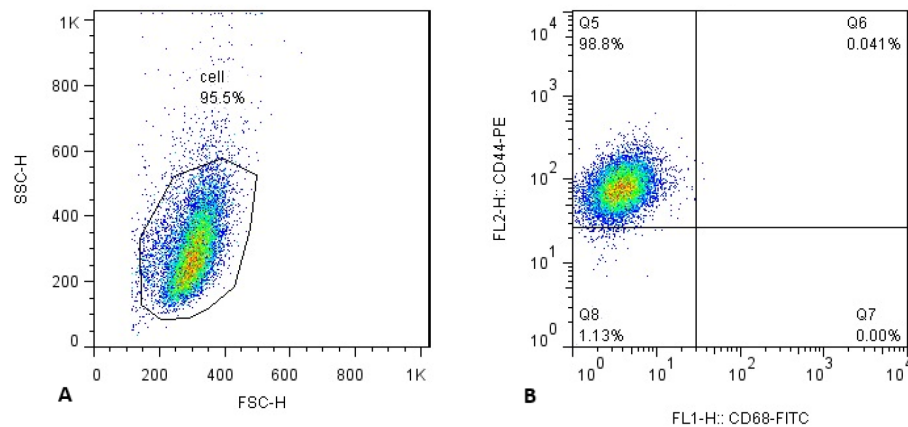 1K
800
600
400
200
0
SSC-H
cell
95.5%
0 200 400 600 800 1K
FSC-H
A
10^4
10^3
10^2
10^1
10^0
FL2-H:: CD44-PE
Q5
98.8%
Q6
0.041%
Q8
1.13%
Q7
0.00%
10^0 10^1 10^2 10^3 10^4
FL1-H:: CD68-FITC
B